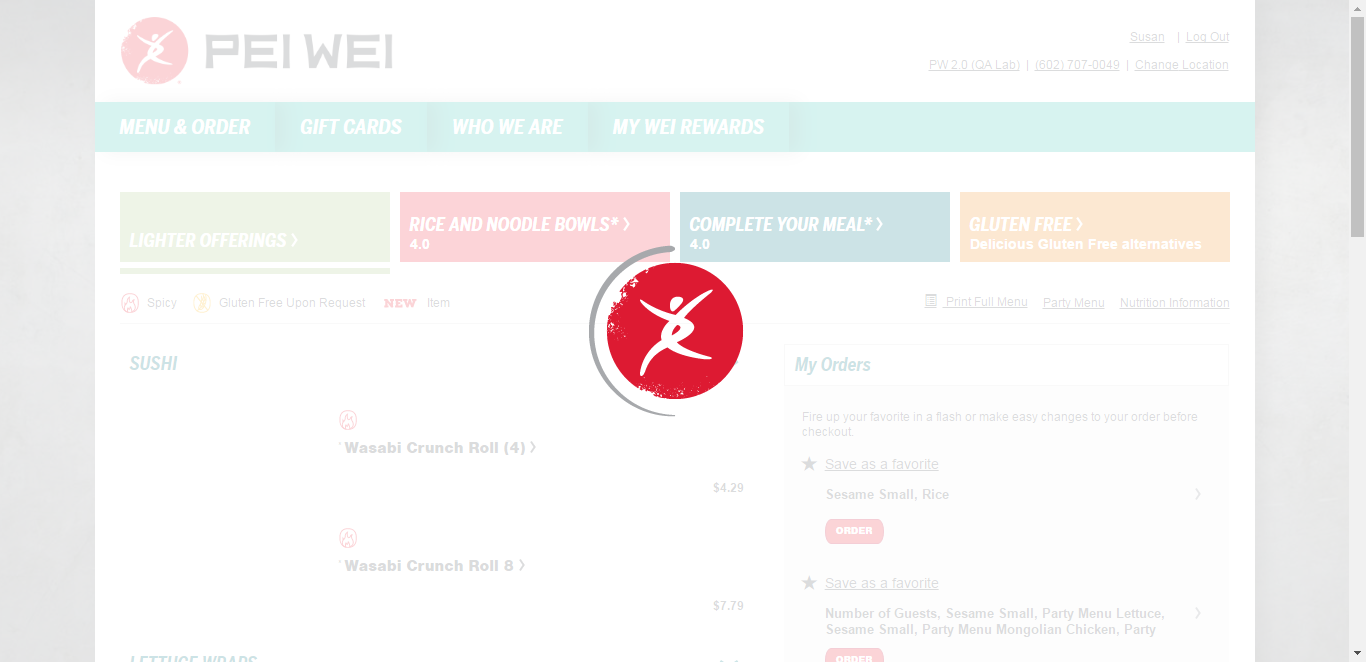 PEI WEI
Susan | Log Out
PW 2.0 (QA Lab) | (602) 707-0049 | Change Location
MENU & ORDER GIFT CARDS WHO WE ARE MY WEI REWARDS
LIGHTER OFFERINGS >
RICE AND NOODLE BOWLS* >
4.0
COMPLETE YOUR MEAL* >
4.0
GLUTEN FREE >
Delicious Gluten Free alternatives
Spicy Gluten Free Upon Request NEW Item
Print Full Menu Party Menu Nutrition Information
SUSHI
Wasabi Crunch Roll (4) >
$4.29
Wasabi Crunch Roll 8 >
$7.79
LETTUCE WRAPS
My Orders
Fire up your favorite in a flash or make easy changes to your order before
checkout.
Save as a favorite
Sesame Small, Rice
ORDER
Save as a favorite
Number of Guests, Sesame Small, Party Menu Lettuce,
Sesame Small, Party Menu Mongolian Chicken, Party
ORDER